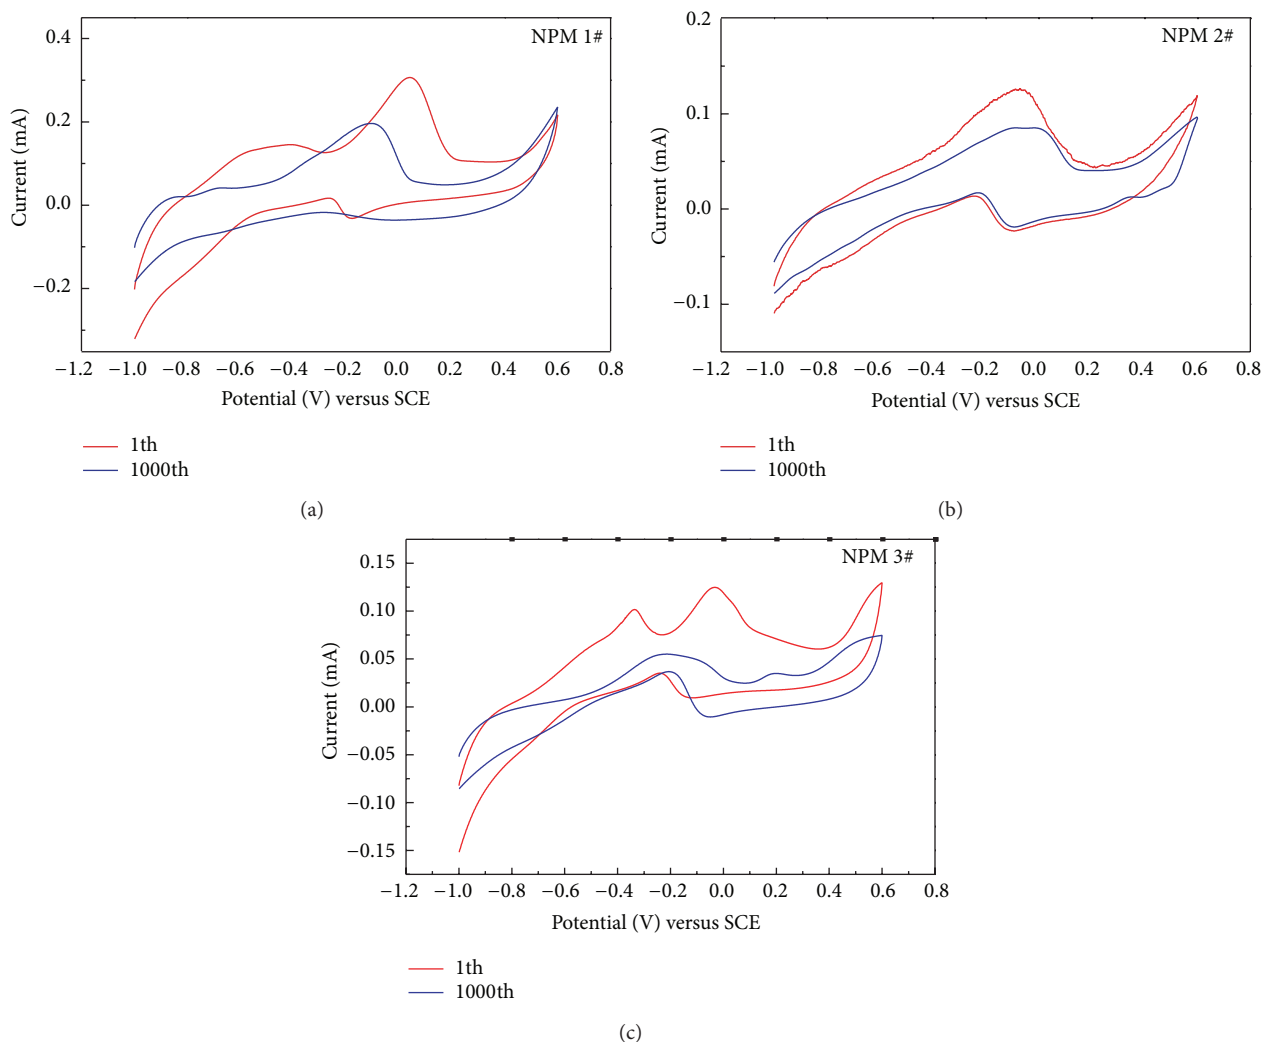 NPM 1#
0.4
0.2
0.0
−0.2
Current (mA)
−1.2 −1.0 −0.8 −0.6 −0.4 −0.2 0.0 0.2 0.4 0.6 0.8
Potential (V) versus SCE
1th
1000th
(a)
NPM 2#
0.2
0.1
0.0
−0.1
Current (mA)
−1.2 −1.0 −0.8 −0.6 −0.4 −0.2 0.0 0.2 0.4 0.6 0.8
Potential (V) versus SCE
1th
1000th
(b)
NPM 3#
0.15
0.10
0.05
0.00
−0.05
−0.10
−0.15
Current (mA)
−1.2 −1.0 −0.8 −0.6 −0.4 −0.2 0.0 0.2 0.4 0.6 0.8
Potential (V) versus SCE
1th
1000th
(c)